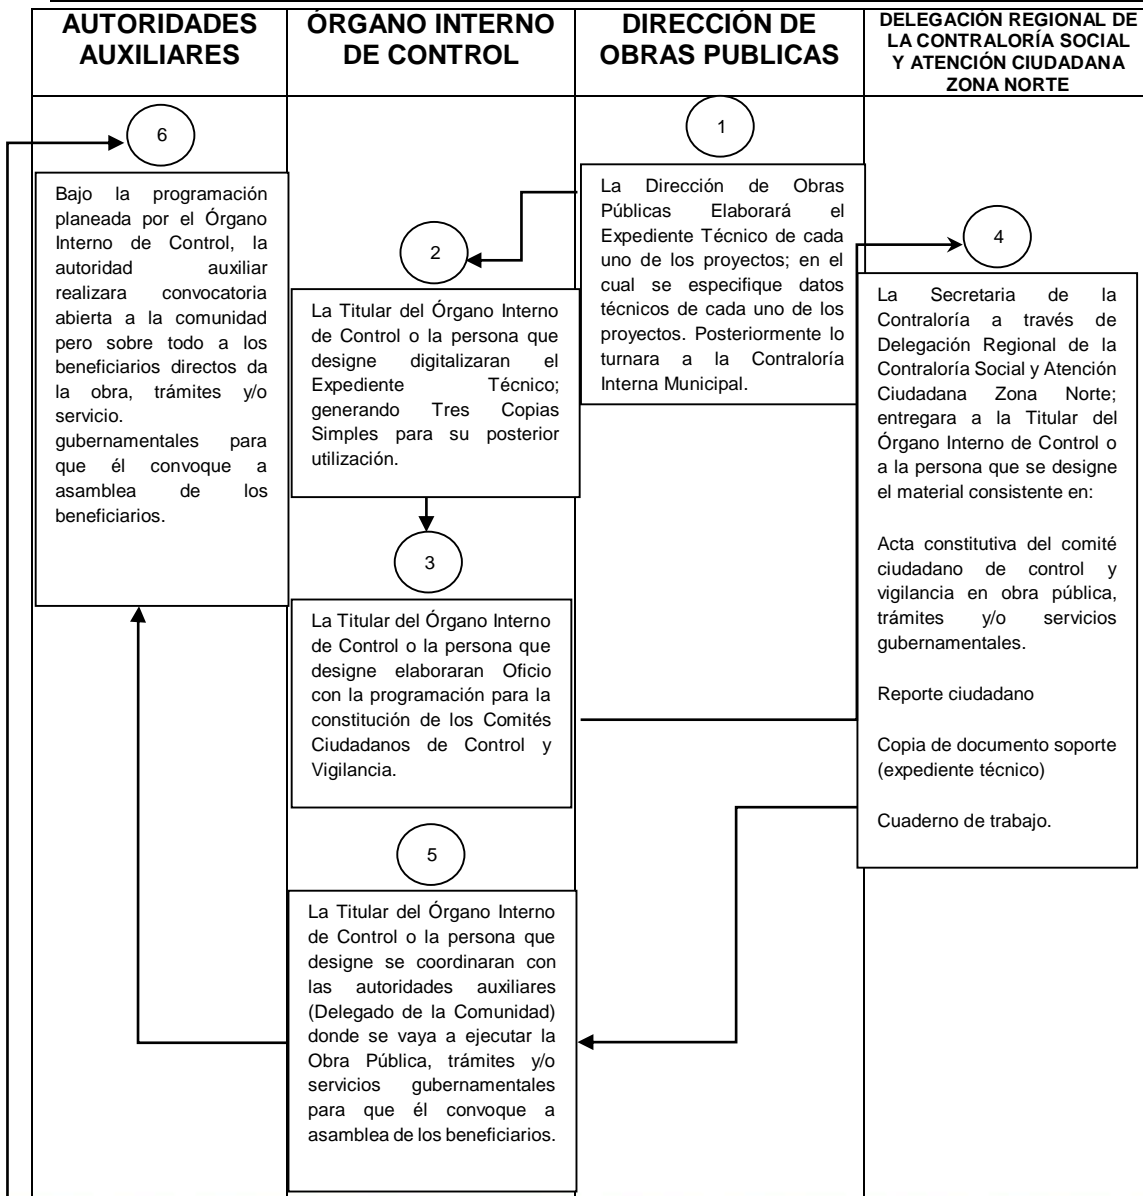 AUTORIDADES
AUXILIARES
ÓRGANO INTERNO
DE CONTROL
DIRECCIÓN DE
OBRAS PUBLICAS
DELEGACIÓN REGIONAL DE
LA CONTRALORÍA SOCIAL
Y ATENCIÓN CIUDADANA
ZONA NORTE
1
La Dirección de Obras
Públicas Elaborará el
Expediente Técnico de cada
uno de los proyectos; en el
cual se especifique datos
técnicos de cada uno de los
proyectos. Posteriormente lo
turnara a la Contraloría
Interna Municipal.
2
La Titular del Órgano Interno
de Control o la persona que
designe digitalizaran el
Expediente Técnico;
generando Tres Copias
Simples para su posterior
utilización.
3
La Titular del Órgano Interno
de Control o la persona que
designe elaboraran Oficio
con la programación para la
constitución de los Comités
Ciudadanos de Control y
Vigilancia.
4
La Secretaria de la
Contraloría a través de
Delegación Regional de la
Contraloría Social y Atención
Ciudadana Zona Norte;
entregara a la Titular del
Órgano Interno de Control o
a la persona que se designe
el material consistente en:
Acta constitutiva del comité
ciudadano de control y
vigilancia en obra pública,
trámites y/o servicios
gubernamentales.
Reporte ciudadano
Copia de documento soporte
(expediente técnico)
Cuaderno de trabajo.
5
La Titular del Órgano Interno
de Control o la persona que
designe se coordinaran con
las autoridades auxiliares
(Delegado de la Comunidad)
donde se vaya a ejecutar la
Obra Pública, trámites y/o
servicios gubernamentales
para que él convoque a
asamblea de los beneficiarios.
6
Bajo la programación
planeada por el Órgano
Interno de Control, la
autoridad auxiliar
realizara convocatoria
abierta a la comunidad
pero sobre todo a los
beneficiarios directos da
la obra, trámites y/o
servicio.
gubernamentales para
que él convoque a
asamblea de los
beneficiarios.